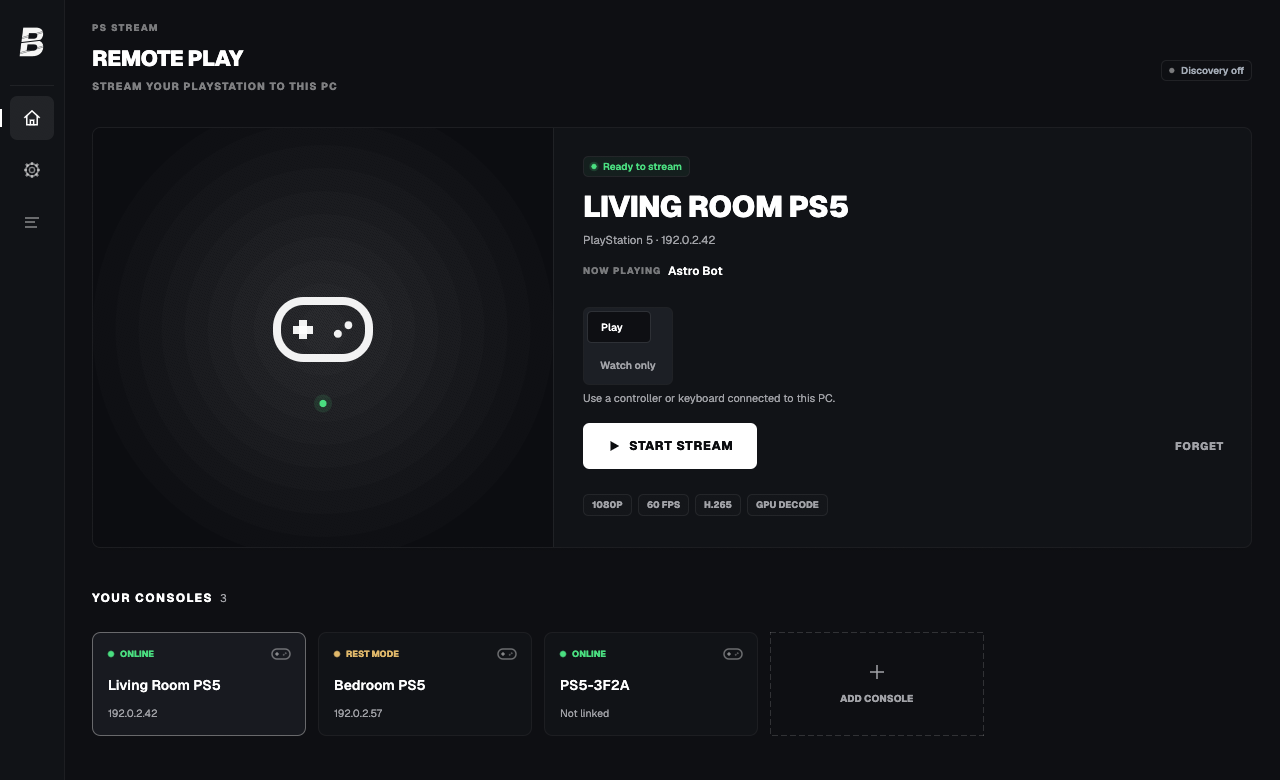 B
PS STREAM
REMOTE PLAY
STREAM YOUR PLAYSTATION TO THIS PC
Discovery off
Ready to stream
LIVING ROOM PS5
PlayStation 5 · 192.0.2.42
NOW PLAYING Astro Bot
Play
Watch only
Use a controller or keyboard connected to this PC.
START STREAM
FORGET
1080P 60 FPS H.265 GPU DECODE
YOUR CONSOLES 3
ONLINE
Living Room PS5
192.0.2.42
REST MODE
Bedroom PS5
192.0.2.57
ONLINE
PS5-3F2A
Not linked
ADD CONSOLE